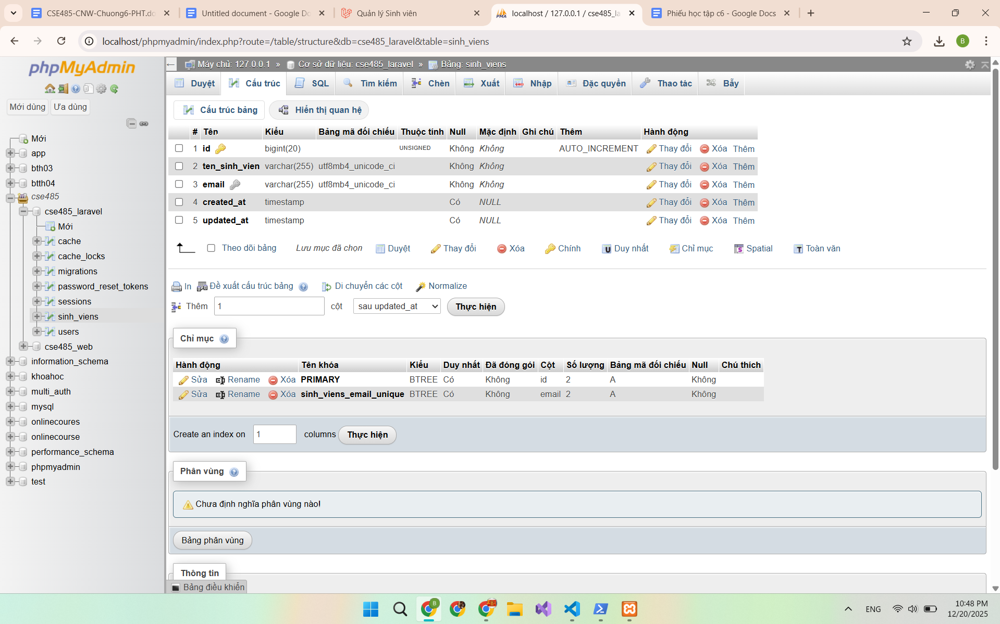 CSE485-CNW-Chuong6-PHT.do
Untitled document - Google Do
Quản lý Sinh viên
localhost / 127.0.0.1 / cse485_la
Phiếu học tập c6 - Google Docs
localhost/phpmyadmin/index.php?route=/table/structure&db=cse485_laravel&table=sinh_viens
B
phpMyAdmin
Mới dùng
Ưa dùng
Mới
app
bth03
btth04
cse485
cse485_laravel
Mới
cache
cache_locks
migrations
password_reset_tokens
sessions
sinh_viens
users
cse485_web
information_schema
khoahoc
multi_auth
mysql
onlinecoures
onlinecourse
performance_schema
phpmyadmin
test
Máy chủ: 127.0.0.1 » Cơ sở dữ liệu: cse485_laravel » Bảng: sinh_viens
Duyệt Cấu trúc SQL Tìm kiếm Chèn Xuất Nhập Đặc quyền Thao tác Bẫy
Cấu trúc bảng Hiển thị quan hệ
# Tên Kiểu Bảng mã đối chiếu Thuộc tính Null Mặc định Ghi chú Thêm Hành động
1 id bigint(20) UNSIGNED Không Không AUTO_INCREMENT Thay đổi Xóa Thêm
2 ten_sinh_vien varchar(255) utf8mb4_unicode_ci Không Không Thay đổi Xóa Thêm
3 email varchar(255) utf8mb4_unicode_ci Không Không Thay đổi Xóa Thêm
4 created_at timestamp Có NULL Thay đổi Xóa Thêm
5 updated_at timestamp Có NULL Thay đổi Xóa Thêm
Theo dõi bảng Lưu mục đã chọn Duyệt Thay đổi Xóa Chính Duy nhất Chỉ mục Spatial Toàn văn
In Đề xuất cấu trúc bảng Di chuyển các cột Normalize
Thêm 1 cột sau updated_at Thực hiện
Chỉ mục
Hành động Tên khóa Kiểu Duy nhất Đã đóng gói Cột Số lượng Bảng mã đối chiếu Null Chú thích
Sửa Rename Xóa PRIMARY BTREE Có Không id 2 A Không
Sửa Rename Xóa sinh_viens_email_unique BTREE Có Không email 2 A Không
Create an index on 1 columns Thực hiện
Phân vùng
Chưa định nghĩa phân vùng nào!
Bảng phân vùng
Thông tin
Bảng điều khiển
ENG
10:48 PM
12/20/2025